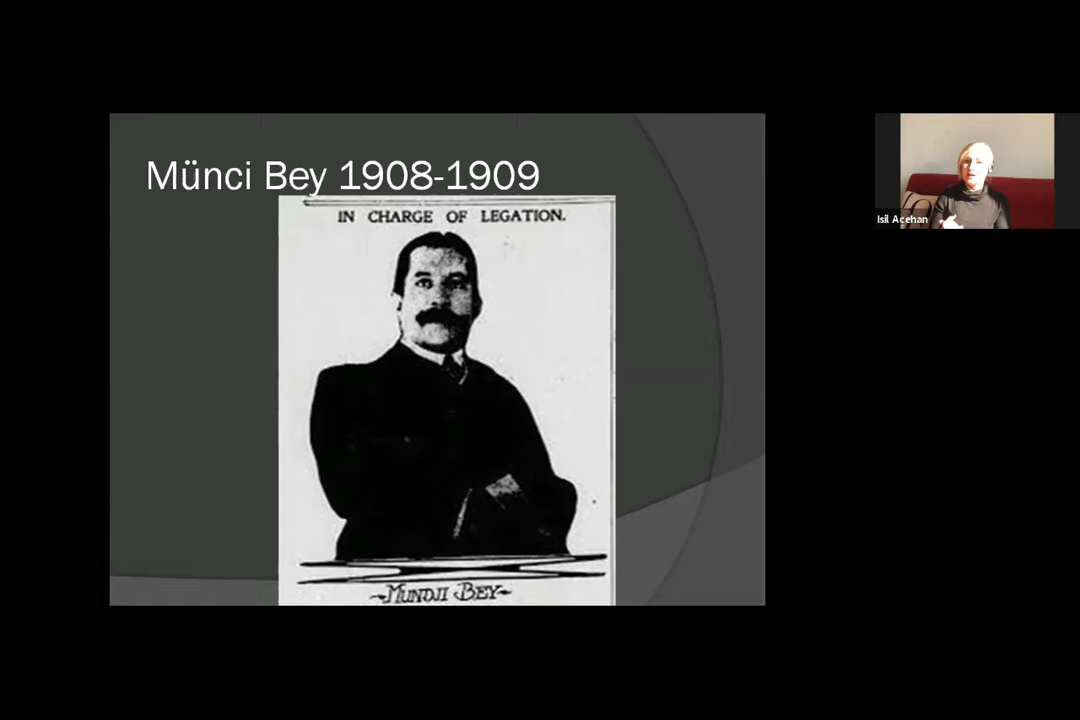 Münci Bey 1908-1909
IN CHARGE OF LEGATION.
~MUNDJI BEY~
Isil Acehan